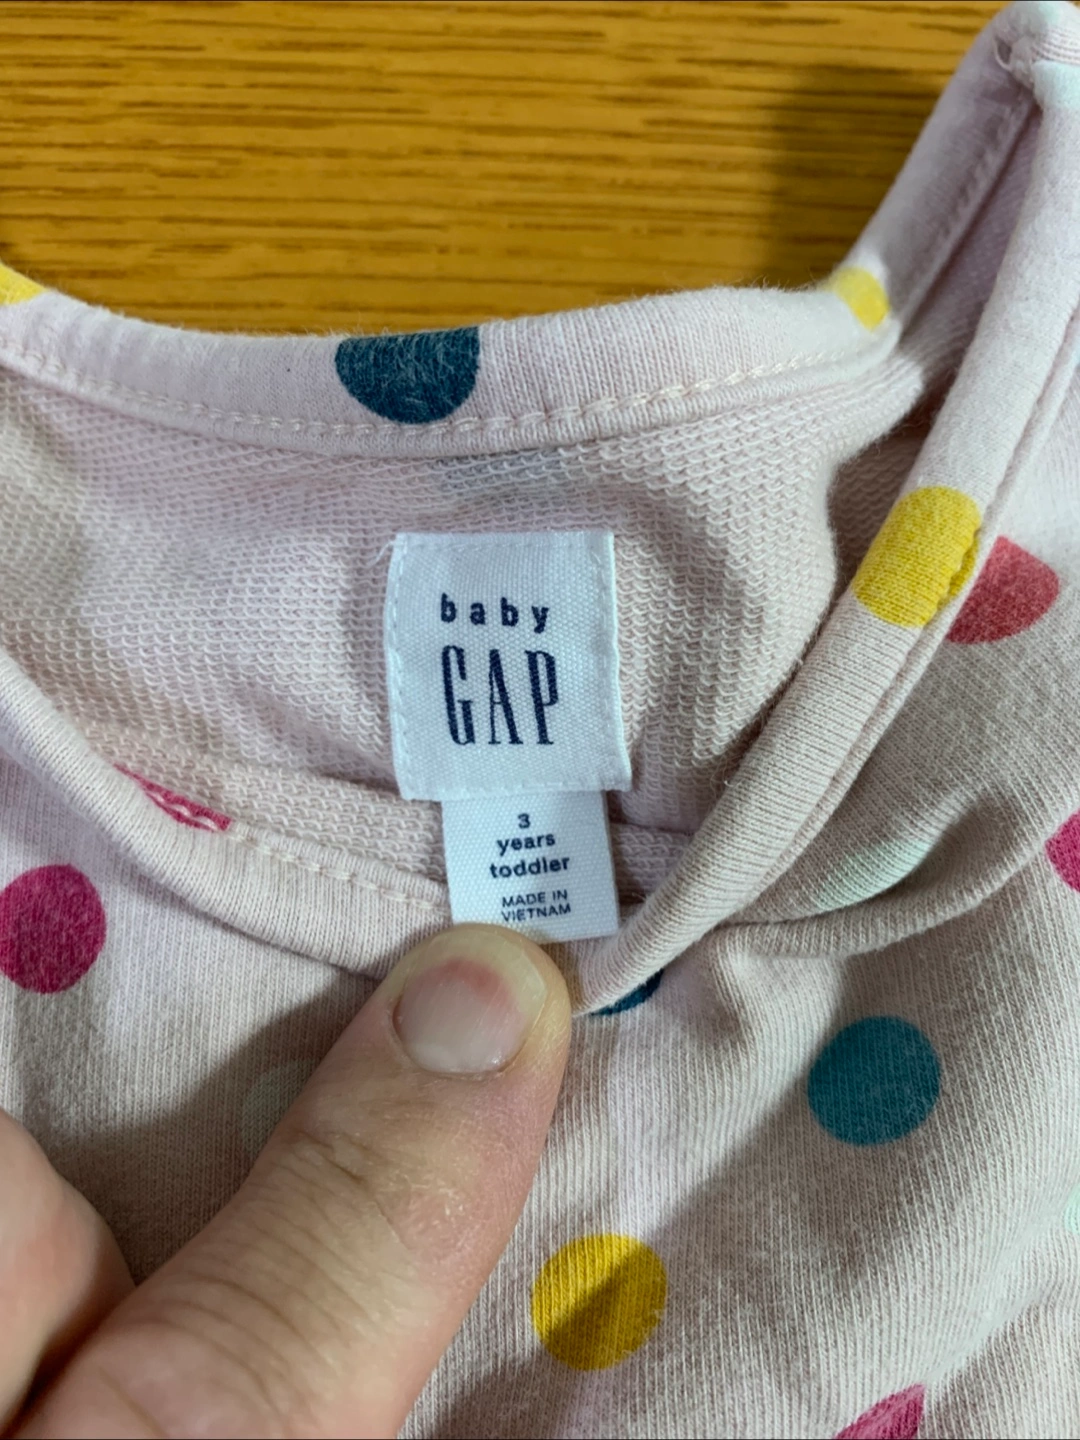 baby
GAP
3
years
toddler
MADE IN
VIETNAM